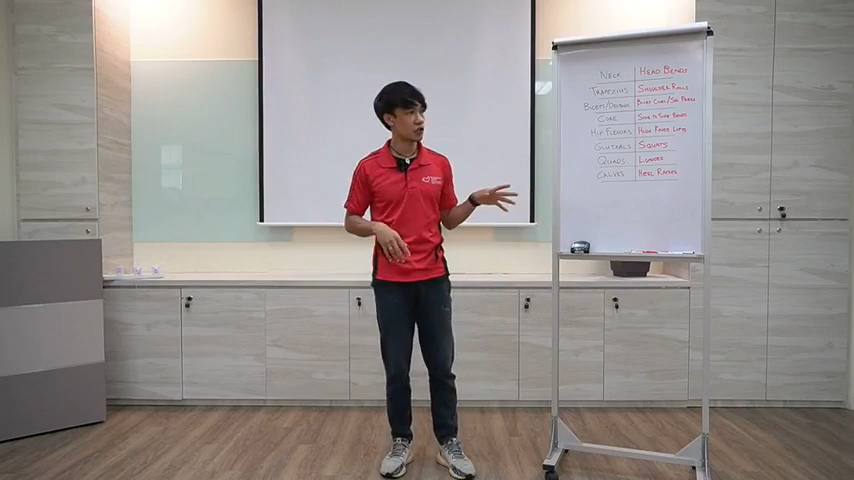 NECK HEAD BENDS
TRAPEZIUS SHOULDER ROLLS
BICEPS/DELTOIDS BICEP CURL/SH. PRESS
CORE SIDE TO SIDE BENDS
HIP FLEXORS HIGH KNEE LIFTS
GLUTEALS SQUATS
QUADS LUNGES
CALVES HEEL RAISES